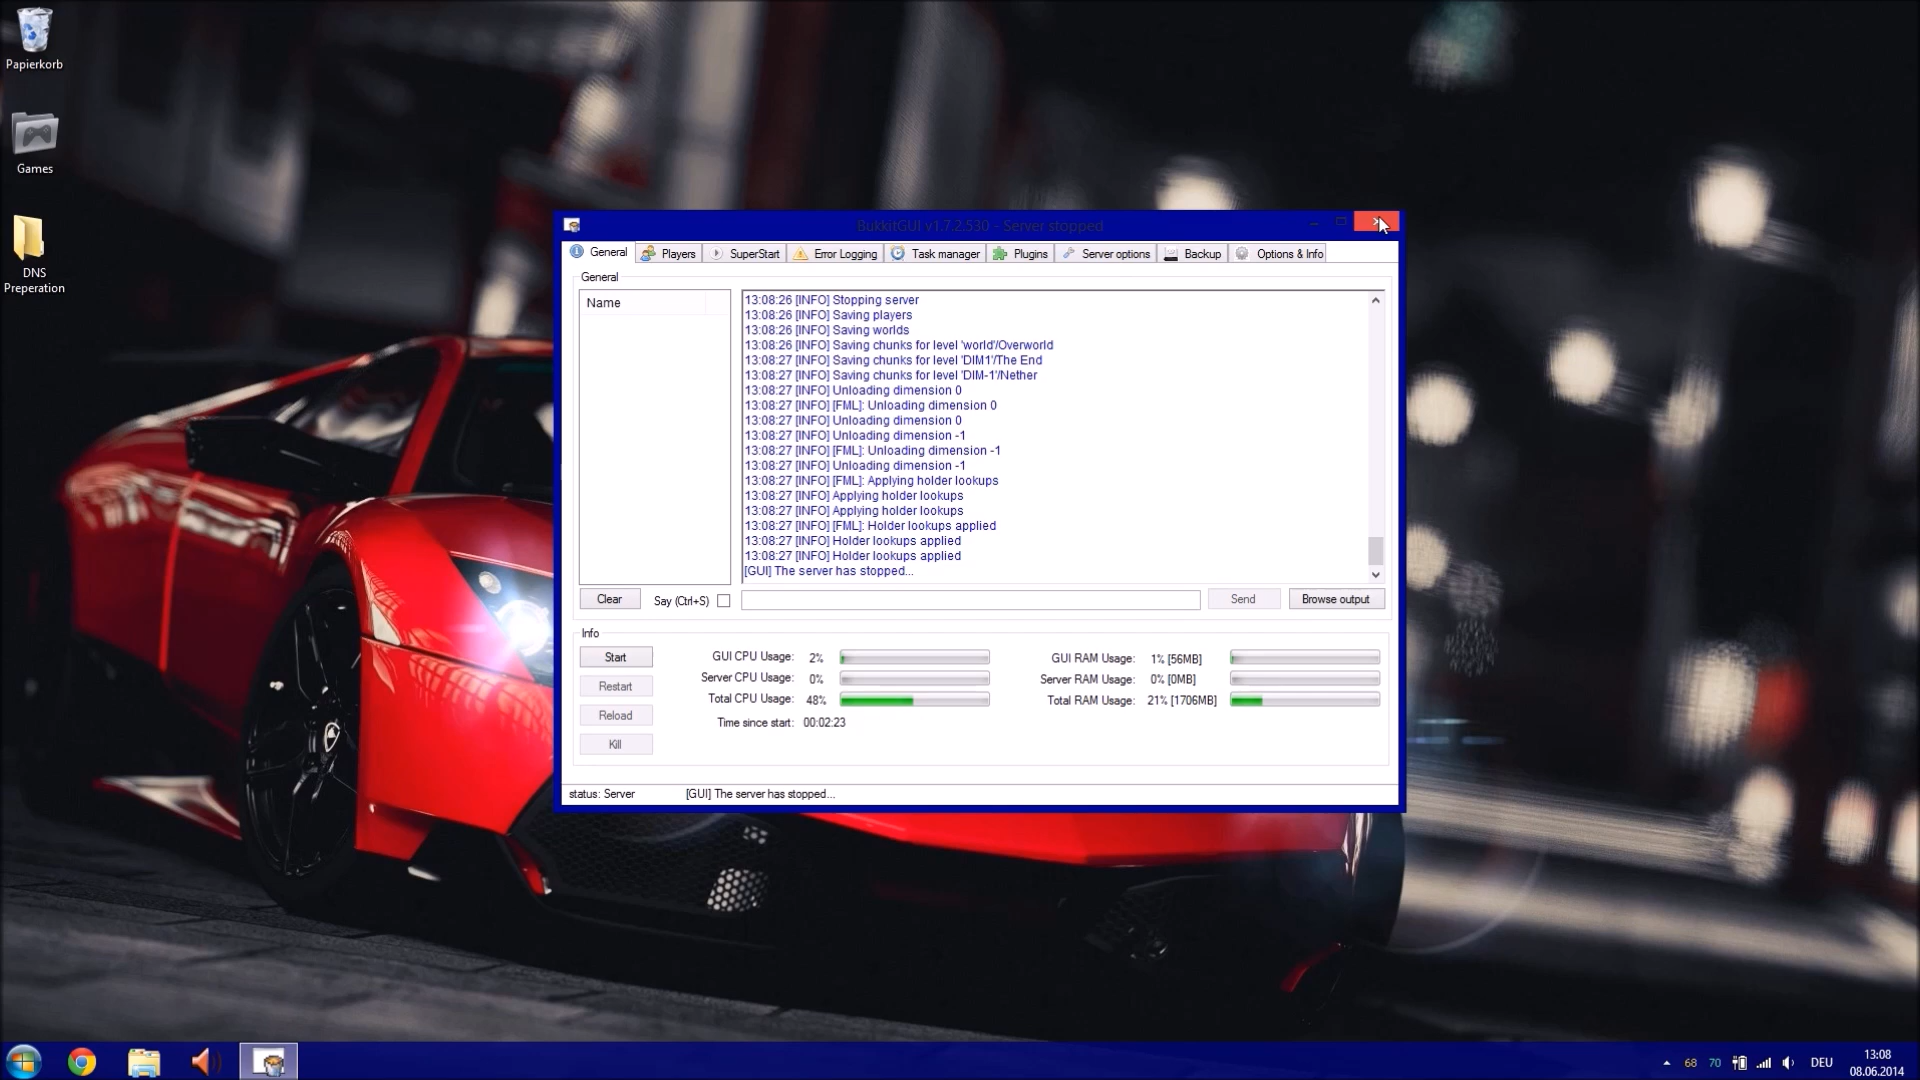 Papierkorb
Games
DNS
Preperation
BukkitGUI v1.7.2.530 - Server stopped
General
Players
SuperStart
Error Logging
Task manager
Plugins
Server options
Backup
Options & Info
General
Name
13:08:26 [INFO] Stopping server
13:08:26 [INFO] Saving players
13:08:26 [INFO] Saving worlds
13:08:26 [INFO] Saving chunks for level 'world'/Overworld
13:08:27 [INFO] Saving chunks for level 'DIM1'/The End
13:08:27 [INFO] Saving chunks for level 'DIM-1'/Nether
13:08:27 [INFO] Unloading dimension 0
13:08:27 [INFO] [FML]: Unloading dimension 0
13:08:27 [INFO] Unloading dimension 0
13:08:27 [INFO] Unloading dimension -1
13:08:27 [INFO] [FML]: Unloading dimension -1
13:08:27 [INFO] Unloading dimension -1
13:08:27 [INFO] [FML]: Applying holder lookups
13:08:27 [INFO] Applying holder lookups
13:08:27 [INFO] Applying holder lookups
13:08:27 [INFO] [FML]: Holder lookups applied
13:08:27 [INFO] Holder lookups applied
13:08:27 [INFO] Holder lookups applied
[GUI] The server has stopped...
Clear
Say (Ctrl+S)
Send
Browse output
Info
Start
Restart
Reload
Kill
GUI CPU Usage: 2%
Server CPU Usage: 0%
Total CPU Usage: 48%
Time since start: 00:02:23
GUI RAM Usage: 1% [56MB]
Server RAM Usage: 0% [0MB]
Total RAM Usage: 21% [1706MB]
status: Server
[GUI] The server has stopped...
68
70
DEU
13:08
08.06.2014